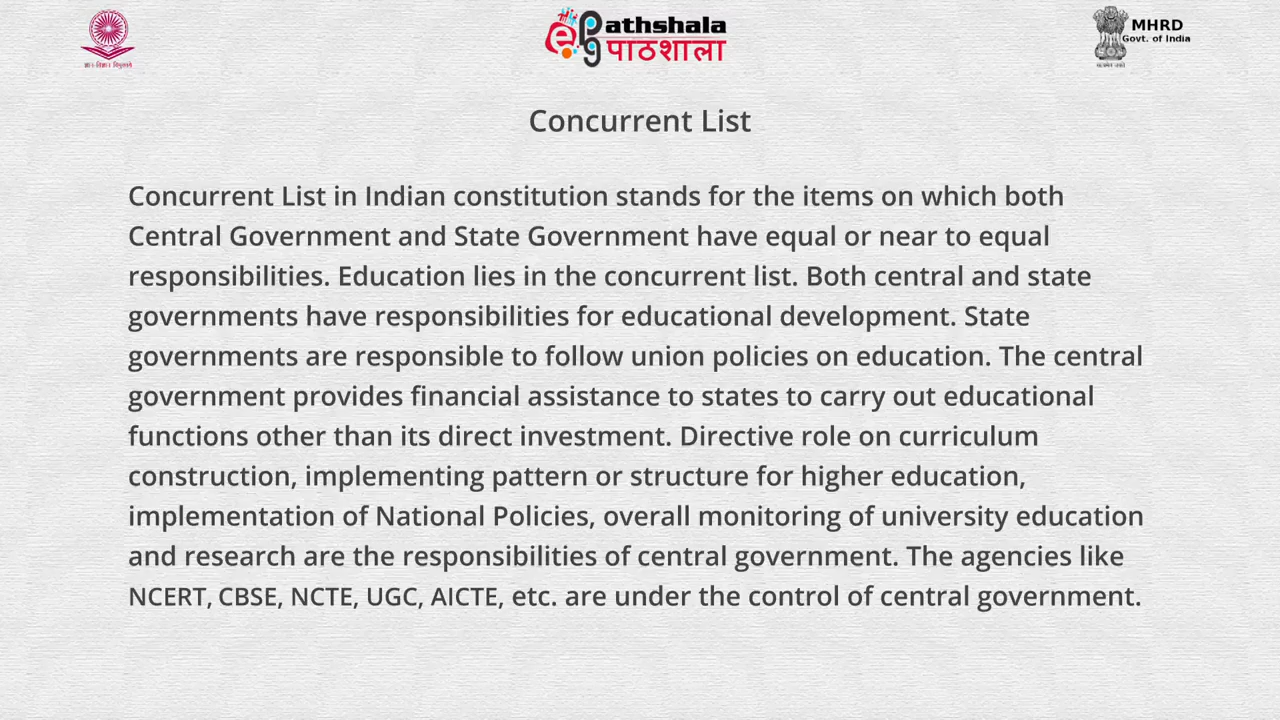 ज्ञान-विज्ञान विमुक्तये
ePathshala
पाठशाला
MHRD
Govt. of India
सत्यमेव जयते
Concurrent List
Concurrent List in Indian constitution stands for the items on which both
Central Government and State Government have equal or near to equal
responsibilities. Education lies in the concurrent list. Both central and state
governments have responsibilities for educational development. State
governments are responsible to follow union policies on education. The central
government provides financial assistance to states to carry out educational
functions other than its direct investment. Directive role on curriculum
construction, implementing pattern or structure for higher education,
implementation of National Policies, overall monitoring of university education
and research are the responsibilities of central government. The agencies like
NCERT, CBSE, NCTE, UGC, AICTE, etc. are under the control of central government.